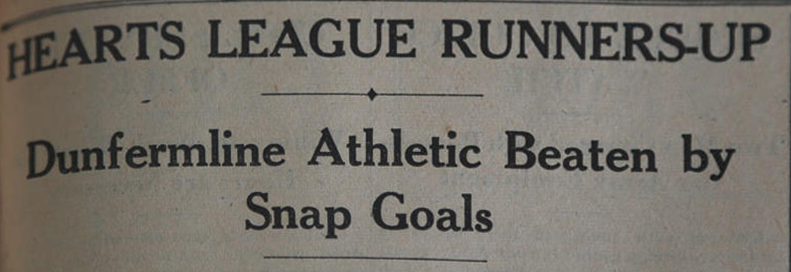 HEARTS LEAGUE RUNNERS-UP
Dunfermline Athletic Beaten by
Snap Goals